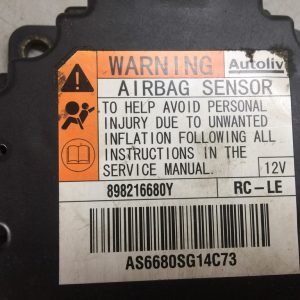 WARNING Autoliv
AIRBAG SENSOR
TO HELP AVOID PERSONAL
INJURY DUE TO UNWANTED
INFLATION FOLLOWING ALL
INSTRUCTIONS IN THE
SERVICE MANUAL. 12V
898216680Y RC-LE
AS6680SG14C73